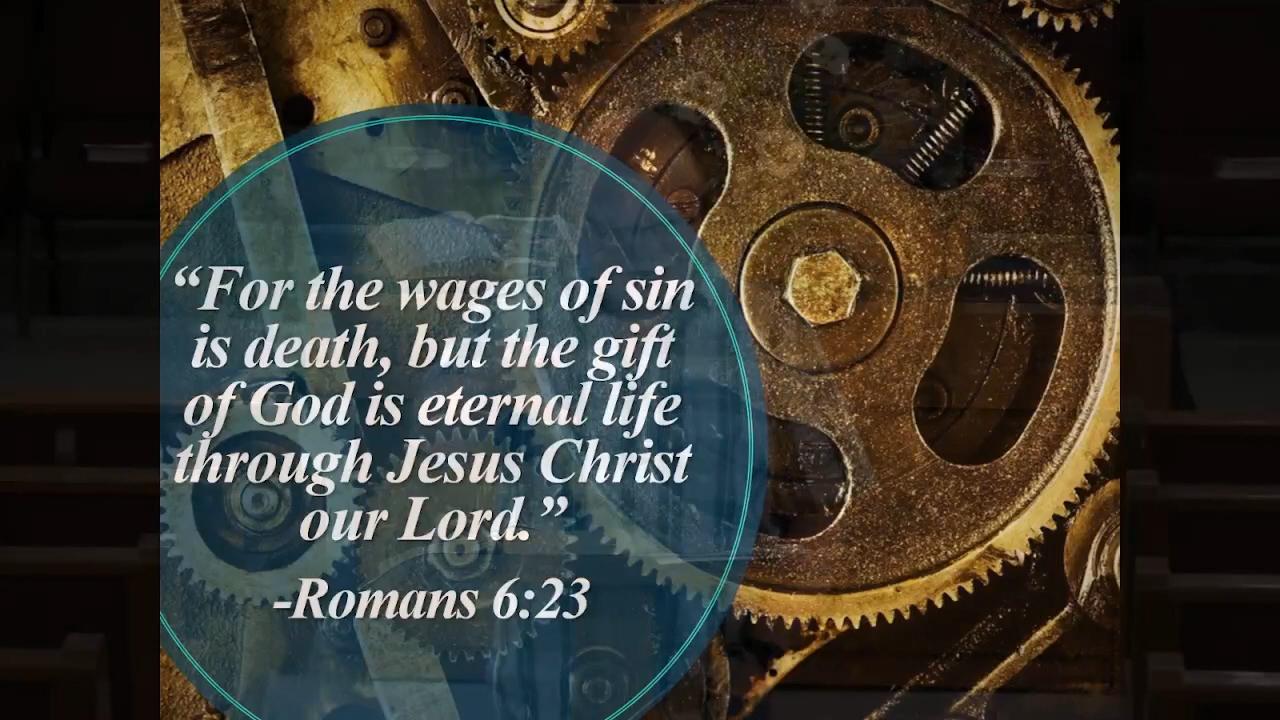 “For the wages of sin
is death, but the gift
of God is eternal life
through Jesus Christ
our Lord.”
-Romans 6:23